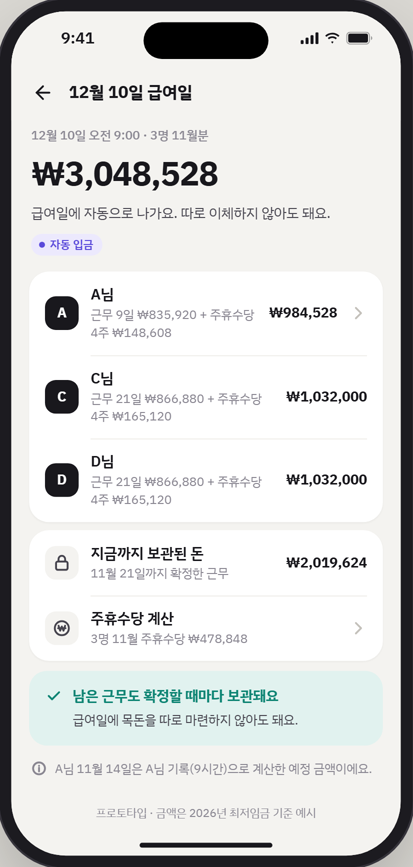 9:41
12월 10일 급여일
12월 10일 오전 9:00 · 3명 11월분
₩3,048,528
급여일에 자동으로 나가요. 따로 이체하지 않아도 돼요.
자동 입금
A
A님
근무 9일 ₩835,920 + 주휴수당
4주 ₩148,608
₩984,528
C
C님
근무 21일 ₩866,880 + 주휴수당
4주 ₩165,120
₩1,032,000
D
D님
근무 21일 ₩866,880 + 주휴수당
4주 ₩165,120
₩1,032,000
지금까지 보관된 돈
11월 21일까지 확정한 근무
₩2,019,624
₩
주휴수당 계산
3명 11월 주휴수당 ₩478,848
남은 근무도 확정할 때마다 보관돼요
급여일에 목돈을 따로 마련하지 않아도 돼요.
A님 11월 14일은 A님 기록(9시간)으로 계산한 예정 금액이에요.
프로토타입 · 금액은 2026년 최저임금 기준 예시